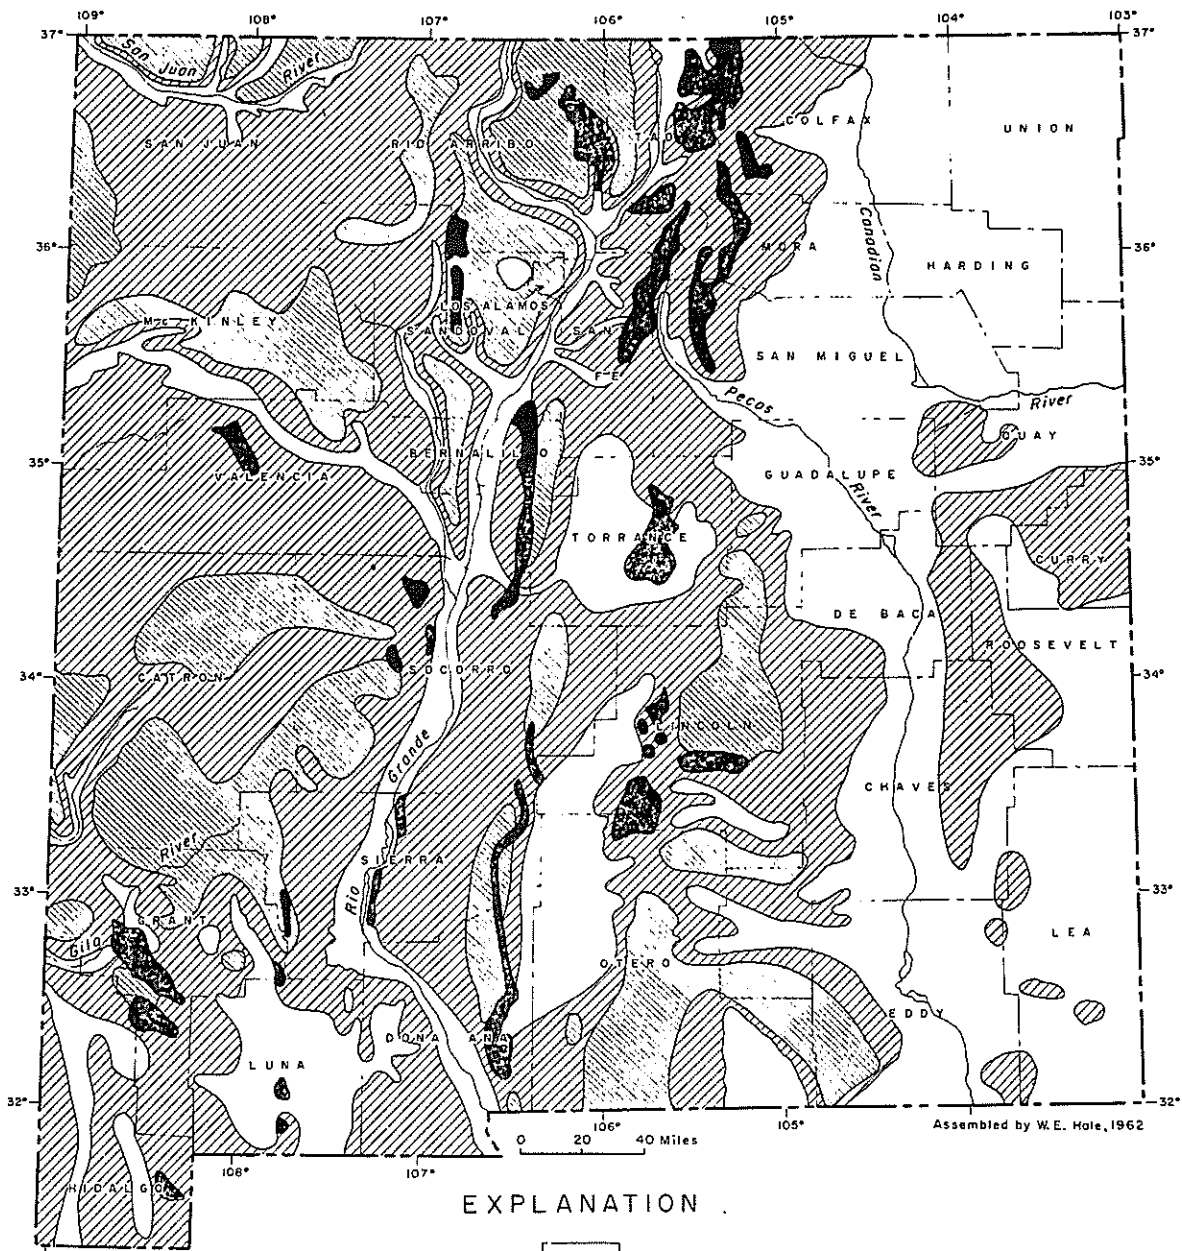 109° 108° 107° 106° 105° 104° 103°
37° 37°
San Juan River
COLFAX
UNION
SAN JUAN
RIO ARRIBO
TAO
Canadian
36° 36°
MORA
HARDING
LOS ALAMOS
Mc KINLEY
SANDOVAL
SAN
SAN MIGUEL
FE
Pecos
River
QUAY
BERNALILLO
35° 35°
VALENCIA
GUADALUPE
River
TORRANCE
CURRY
DE BACA
ROOSEVELT
SOCORRO
34° 34°
CATRON
LINCOLN
Grande
CHAVES
River
SIERRA
33° 33°
Rio
GRANT
LEA
Gila
OTERO
EDDY
DONA ANA
LUNA
32° 32°
106° 105° 104°
Assembled by W.E. Hale, 1962
0 20 40 Miles
108° 107°
HIDALGO
EXPLANATION